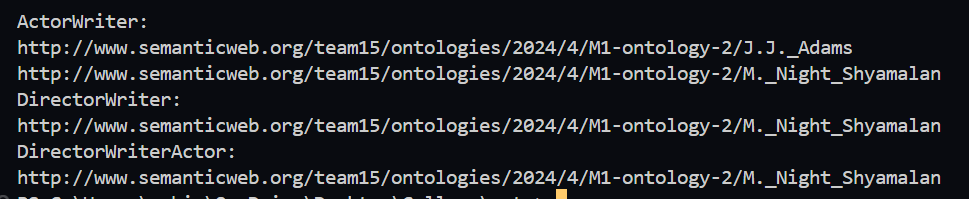 ActorWriter:
http://www.semanticweb.org/team15/ontologies/2024/4/M1-ontology-2/J.J._Adams
http://www.semanticweb.org/team15/ontologies/2024/4/M1-ontology-2/M._Night_Shyamalan
DirectorWriter:
http://www.semanticweb.org/team15/ontologies/2024/4/M1-ontology-2/M._Night_Shyamalan
DirectorWriterActor:
http://www.semanticweb.org/team15/ontologies/2024/4/M1-ontology-2/M._Night_Shyamalan